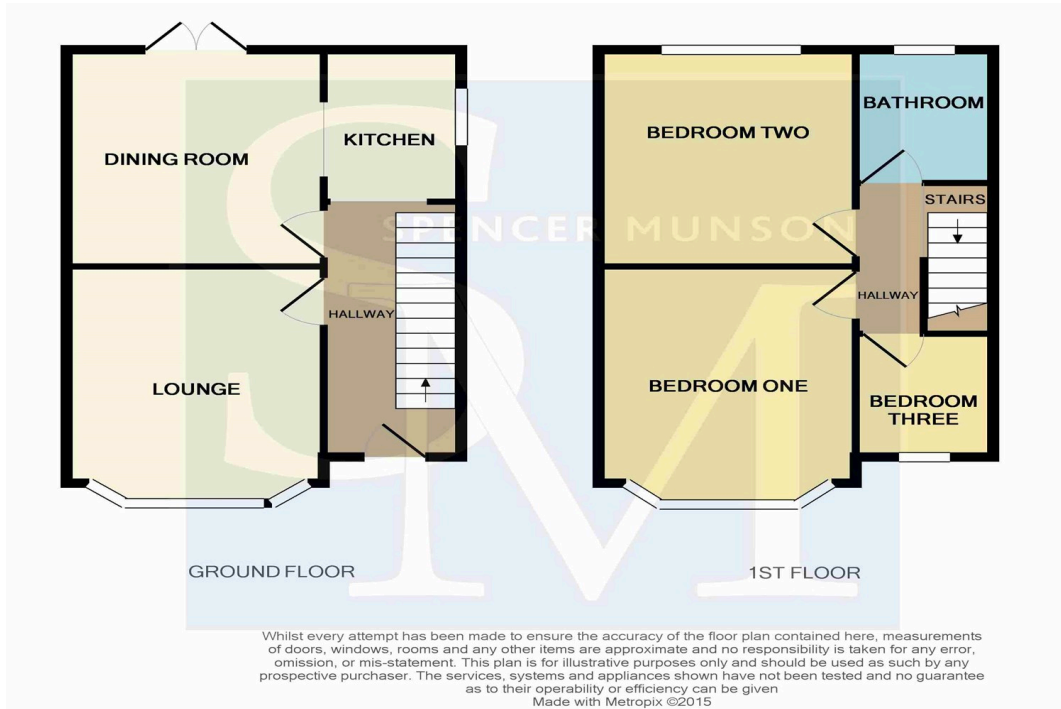 DINING ROOM
KITCHEN
HALLWAY
LOUNGE
GROUND FLOOR
BEDROOM TWO
BATHROOM
STAIRS
HALLWAY
BEDROOM ONE
BEDROOM
THREE
1ST FLOOR
SM
SPENCER MUNSON
Whilst every attempt has been made to ensure the accuracy of the floor plan contained here, measurements
of doors, windows, rooms and any other items are approximate and no responsibility is taken for any error,
omission, or mis-statement. This plan is for illustrative purposes only and should be used as such by any
prospective purchaser. The services, systems and appliances shown have not been tested and no guarantee
as to their operability or efficiency can be given
Made with Metropix ©2015